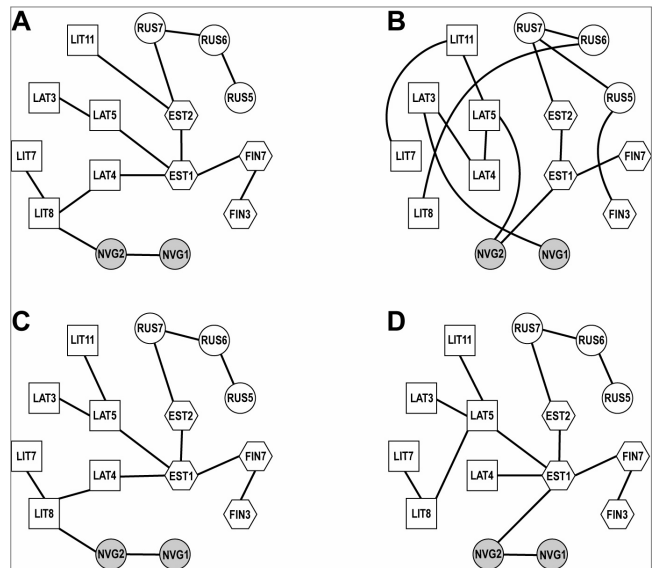 A
B
RUS7
RUS6
LIT11
RUS5
LAT3
LAT5
EST2
LIT7
LAT4
EST1
FIN7
LIT8
FIN3
NVG2
NVG1
RUS7
RUS6
LIT11
LAT3
RUS5
LAT5
EST2
LIT7
LAT4
EST1
FIN7
LIT8
FIN3
NVG2
NVG1
C
D
RUS7
RUS6
LIT11
LAT3
RUS5
LAT5
EST2
LIT7
LAT4
EST1
FIN7
LIT8
FIN3
NVG2
NVG1
RUS7
RUS6
LIT11
LAT3
RUS5
LAT5
EST2
LIT7
LAT4
EST1
FIN7
LIT8
FIN3
NVG2
NVG1